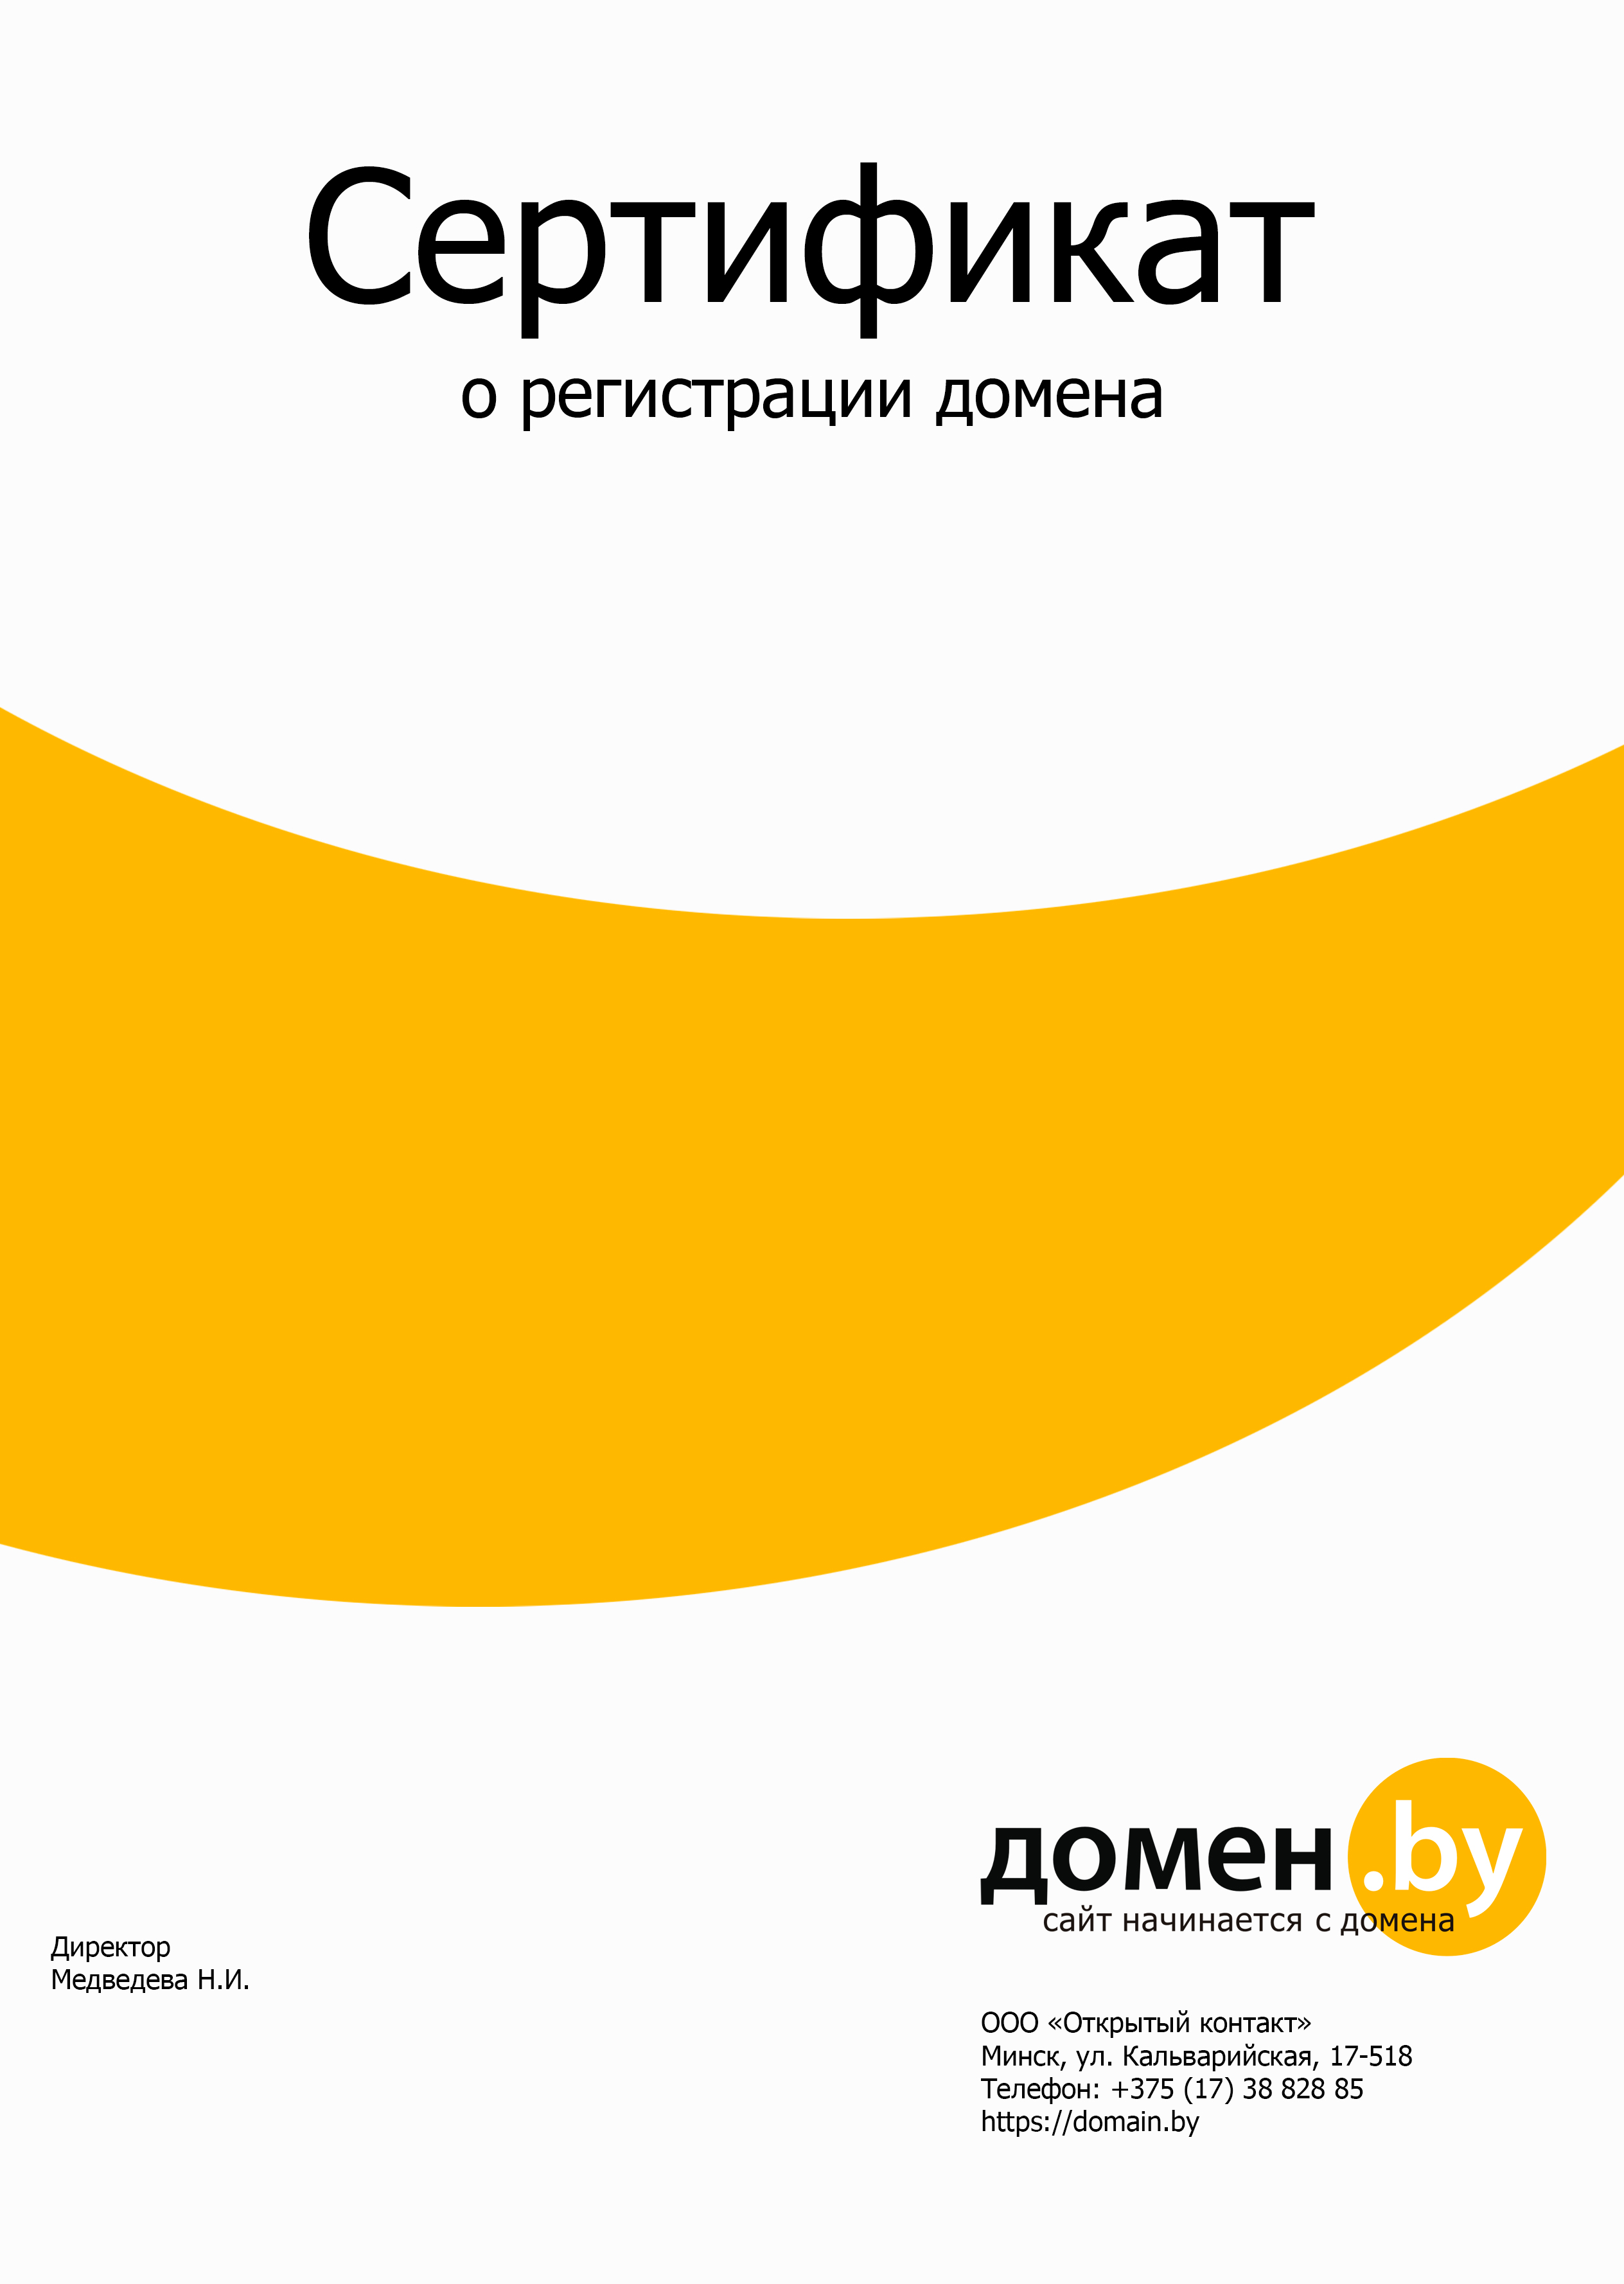 Сертификат
о регистрации домена
домен.by
сайт начинается с домена
Директор
Медведева Н.И.
ООО «Открытый контакт»
Минск, ул. Кальварийская, 17-518
Телефон: +375 (17) 38 828 85
https://domain.by